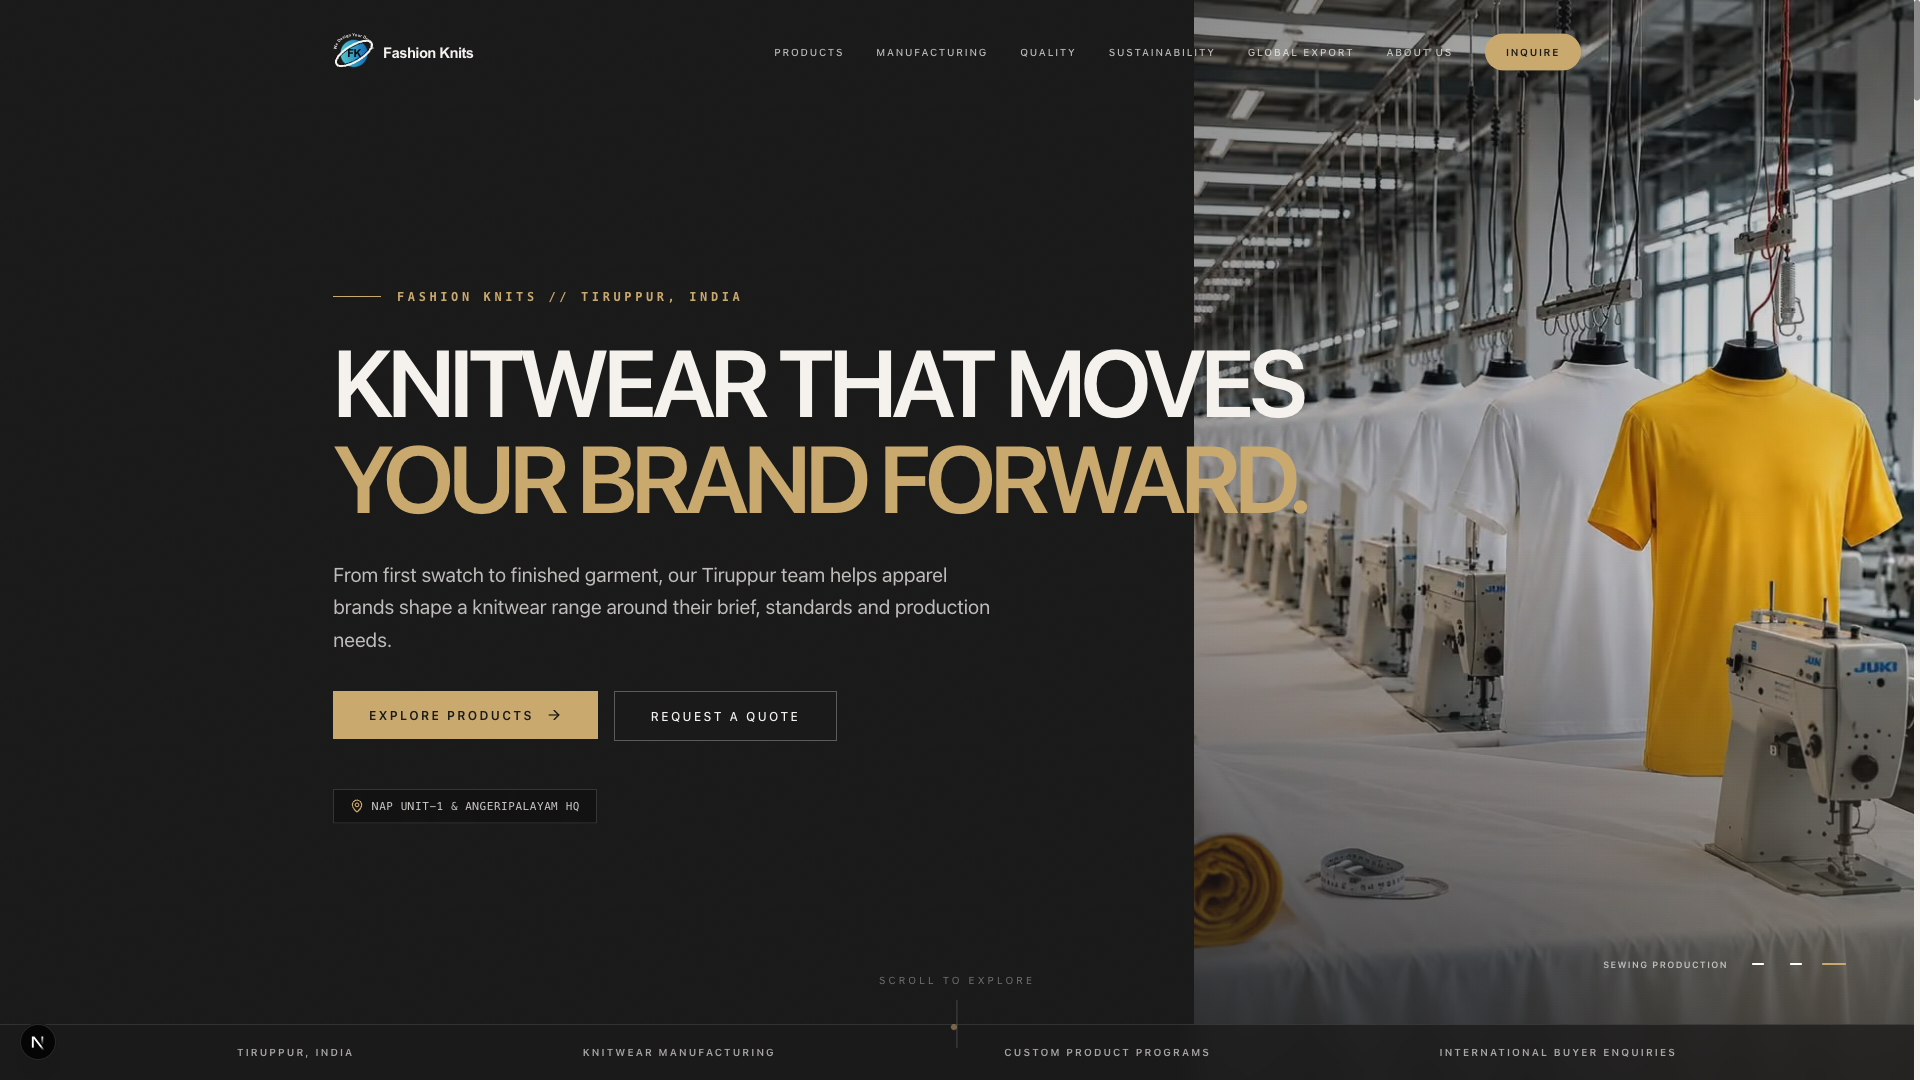 FK
Fashion Knits
PRODUCTS
MANUFACTURING
QUALITY
SUSTAINABILITY
GLOBAL EXPORT
ABOUT US
INQUIRE
FASHION KNITS // TIRUPPUR, INDIA
KNITWEAR THAT MOVES
YOUR BRAND FORWARD.
From first swatch to finished garment, our Tiruppur team helps apparel
brands shape a knitwear range around their brief, standards and production
needs.
EXPLORE PRODUCTS
REQUEST A QUOTE
NAP UNIT-1 & ANGERIPALAYAM HQ
JUKI
SEWING PRODUCTION
SCROLL TO EXPLORE
N
TIRUPPUR, INDIA
KNITWEAR MANUFACTURING
CUSTOM PRODUCT PROGRAMS
INTERNATIONAL BUYER ENQUIRIES